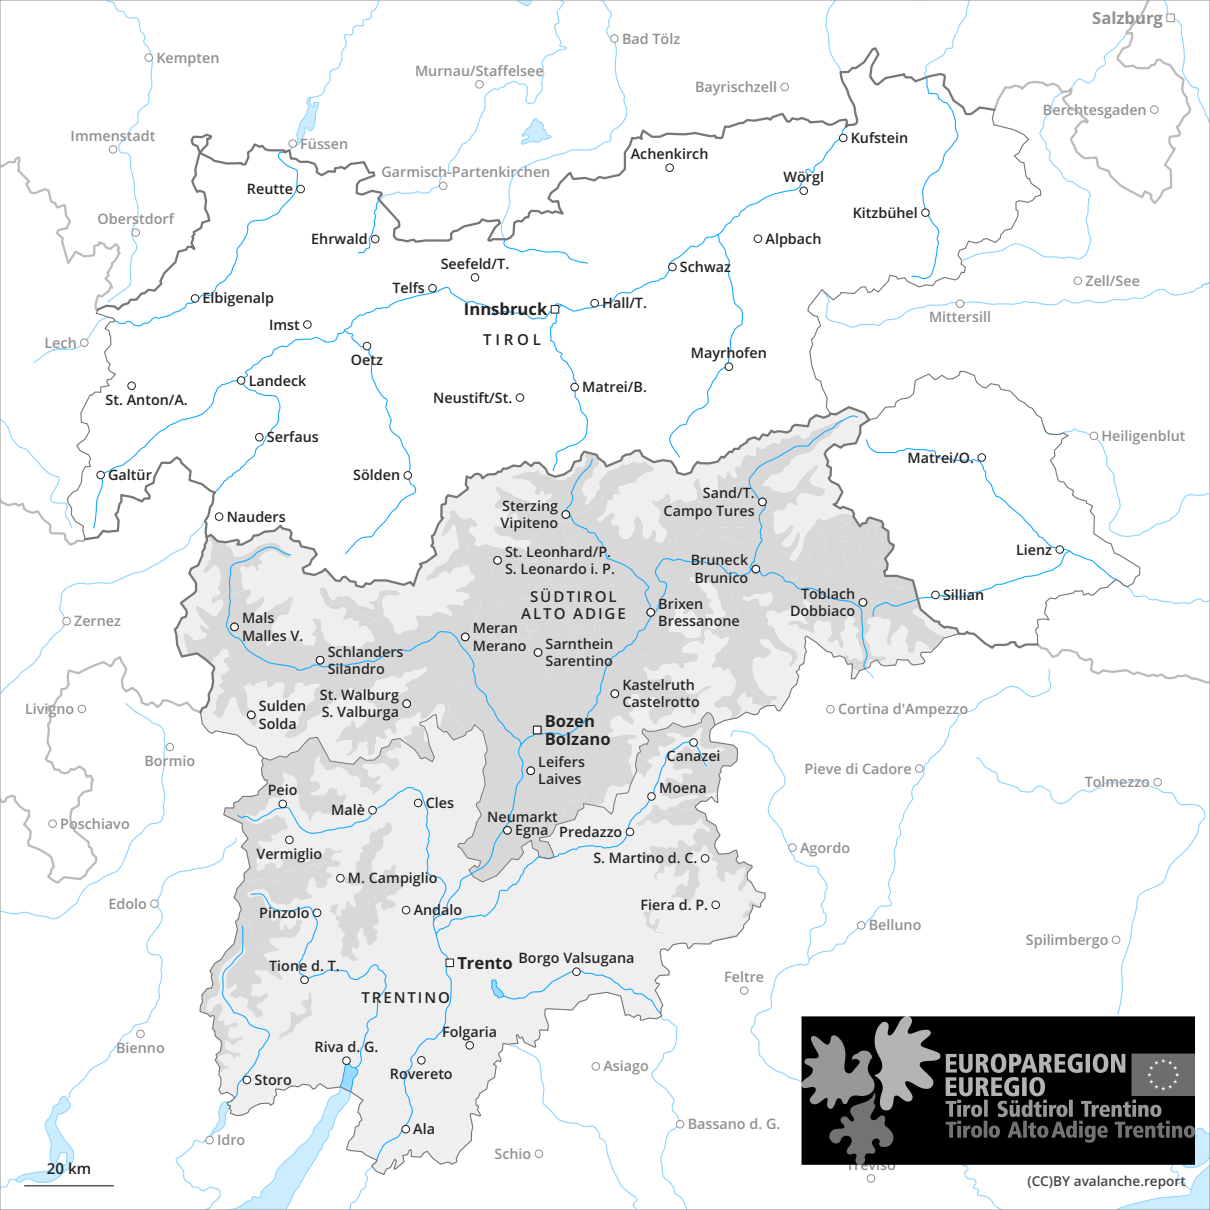 Salzburg
Bad Tölz
Kempten
Murnau/Staffelsee
Bayrischzell
Berchtesgaden
Immenstadt
Füssen
Kufstein
Achenkirch
Garmisch-Partenkirchen
Wörgl
Reutte
Oberstdorf
Kitzbühel
Ehrwald
Alpbach
Seefeld/T.
Schwaz
Zell/See
Telfs
Elbigenalp
Hall/T.
Innsbruck
Mittersill
Imst
TIROL
Lech
Mayrhofen
Oetz
Landeck
Matrei/B.
St. Anton/A.
Neustift/St.
Serfaus
Heiligenblut
Matrei/O.
Galtür
Sölden
Sand/T.
Campo Tures
Sterzing
Vipiteno
Nauders
St. Leonhard/P.
S. Leonardo i. P.
Lienz
Bruneck
Brunico
SÜDTIROL
ALTO ADIGE
Toblach
Dobbiaco
Sillian
Brixen
Bressanone
Zernez
Mals
Malles V.
Meran
Merano
Sarnthein
Sarentino
Schlanders
Silandro
Kastelruth
Castelrotto
St. Walburg
S. Valburga
Livigno
Sulden
Solda
Cortina d'Ampezzo
Bozen
Bolzano
Bormio
Canazei
Leifers
Laives
Pieve di Cadore
Tolmezzo
Peio
Moena
Malè
Cles
Neumarkt
Egna
Predazzo
Poschiavo
Vermiglio
Agordo
S. Martino d. C.
M. Campiglio
Edolo
Pinzolo
Andalo
Fiera d. P.
Belluno
Spilimbergo
Tione d. T.
Trento
Borgo Valsugana
Feltre
TRENTINO
Folgaria
Bienno
Riva d. G.
Rovereto
Asiago
Storo
EUROPAREGION
EUREGIO
Tirol Südtirol Trentino
Tirolo Alto Adige Trentino
Ala
Bassano d. G.
Idro
Schio
Treviso
20 km
(CC)BY avalanche.report